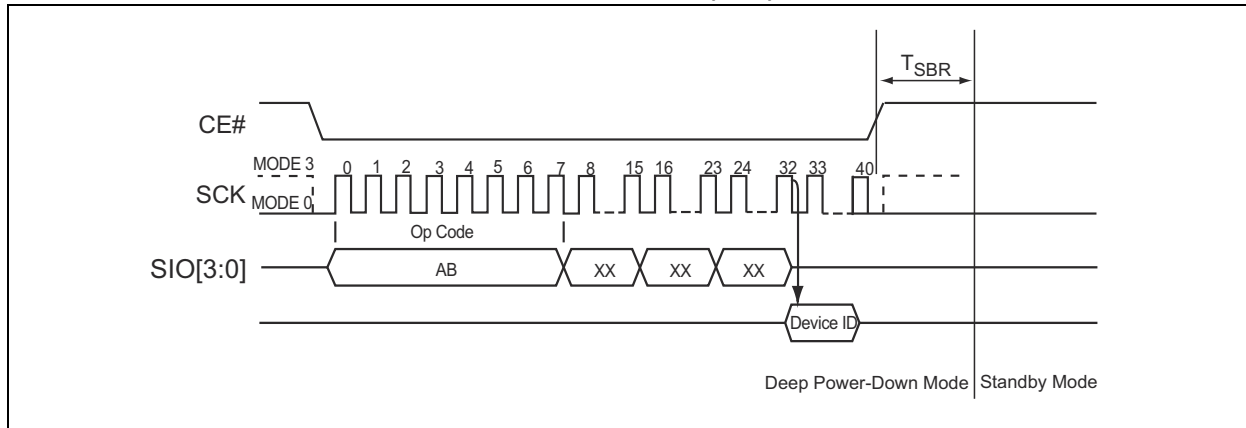 TSBR
CE#
MODE 3
SCK
MODE 0
0 1 2 3 4 5 6 7 8 15 16 23 24 32 33 40
Op Code
SIO[3:0]
AB XX XX XX
Device ID
Deep Power-Down Mode Standby Mode